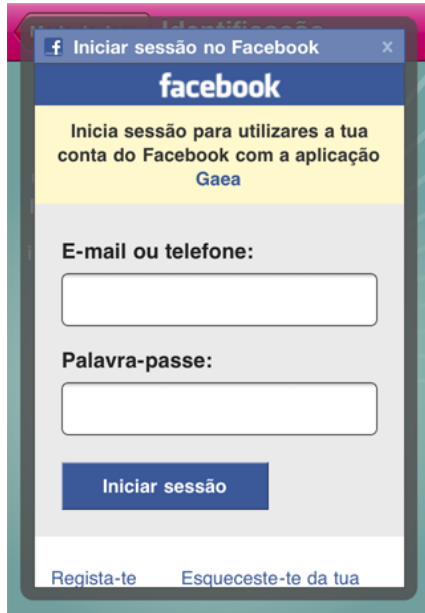 Identificação
Iniciar sessão no Facebook x
facebook
Inicia sessão para utilizares a tua
conta do Facebook com a aplicação
Gaea
E-mail ou telefone:
Palavra-passe:
Iniciar sessão
Regista-te Esqueceste-te da tua